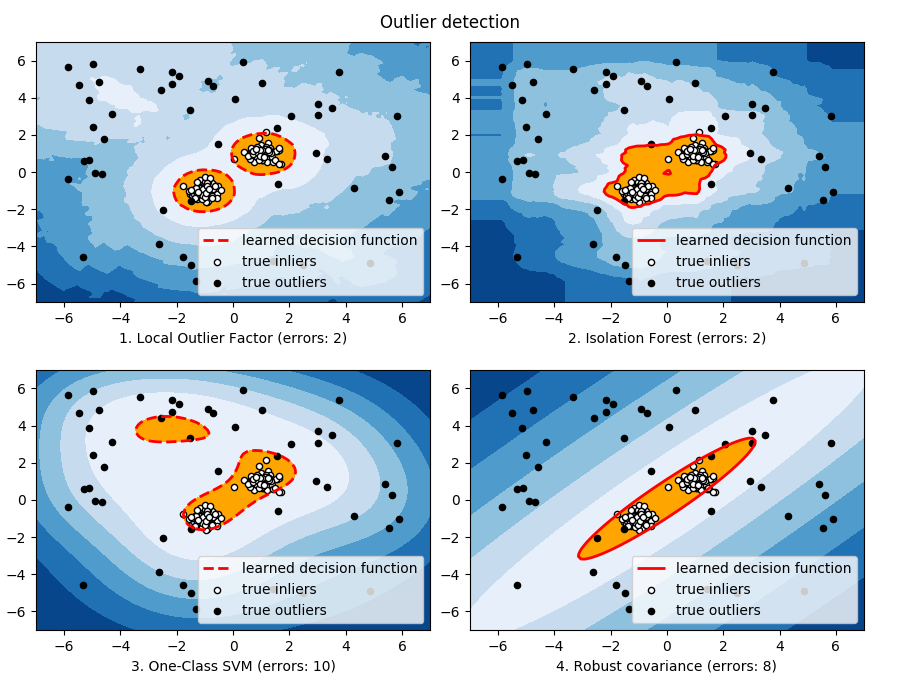 Outlier detection
6
4
2
0
−2
−4
−6
learned decision function
true inliers
true outliers
−6 −4 −2 0 2 4 6
1. Local Outlier Factor (errors: 2)
6
4
2
0
−2
−4
−6
learned decision function
true inliers
true outliers
−6 −4 −2 0 2 4 6
2. Isolation Forest (errors: 2)
6
4
2
0
−2
−4
−6
learned decision function
true inliers
true outliers
−6 −4 −2 0 2 4 6
3. One-Class SVM (errors: 10)
6
4
2
0
−2
−4
−6
learned decision function
true inliers
true outliers
−6 −4 −2 0 2 4 6
4. Robust covariance (errors: 8)